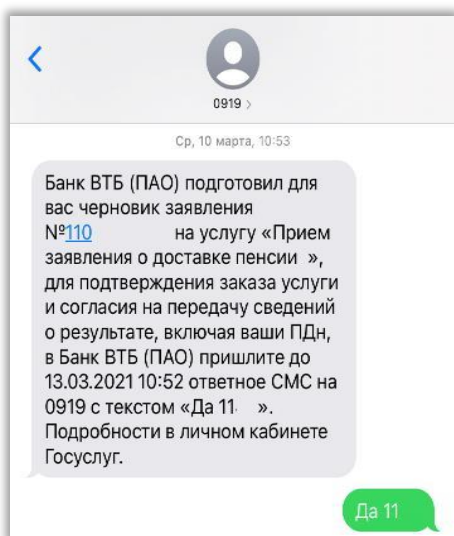 0919 >
Ср, 10 марта, 10:53
Банк ВТБ (ПАО) подготовил для
вас черновик заявления
№110 на услугу «Прием
заявления о доставке пенсии »,
для подтверждения заказа услуги
и согласия на передачу сведений
о результате, включая ваши ПДн,
в Банк ВТБ (ПАО) пришлите до
13.03.2021 10:52 ответное СМС на
0919 с текстом «Да 11 ».
Подробности в личном кабинете
Госуслуг.
Да 11